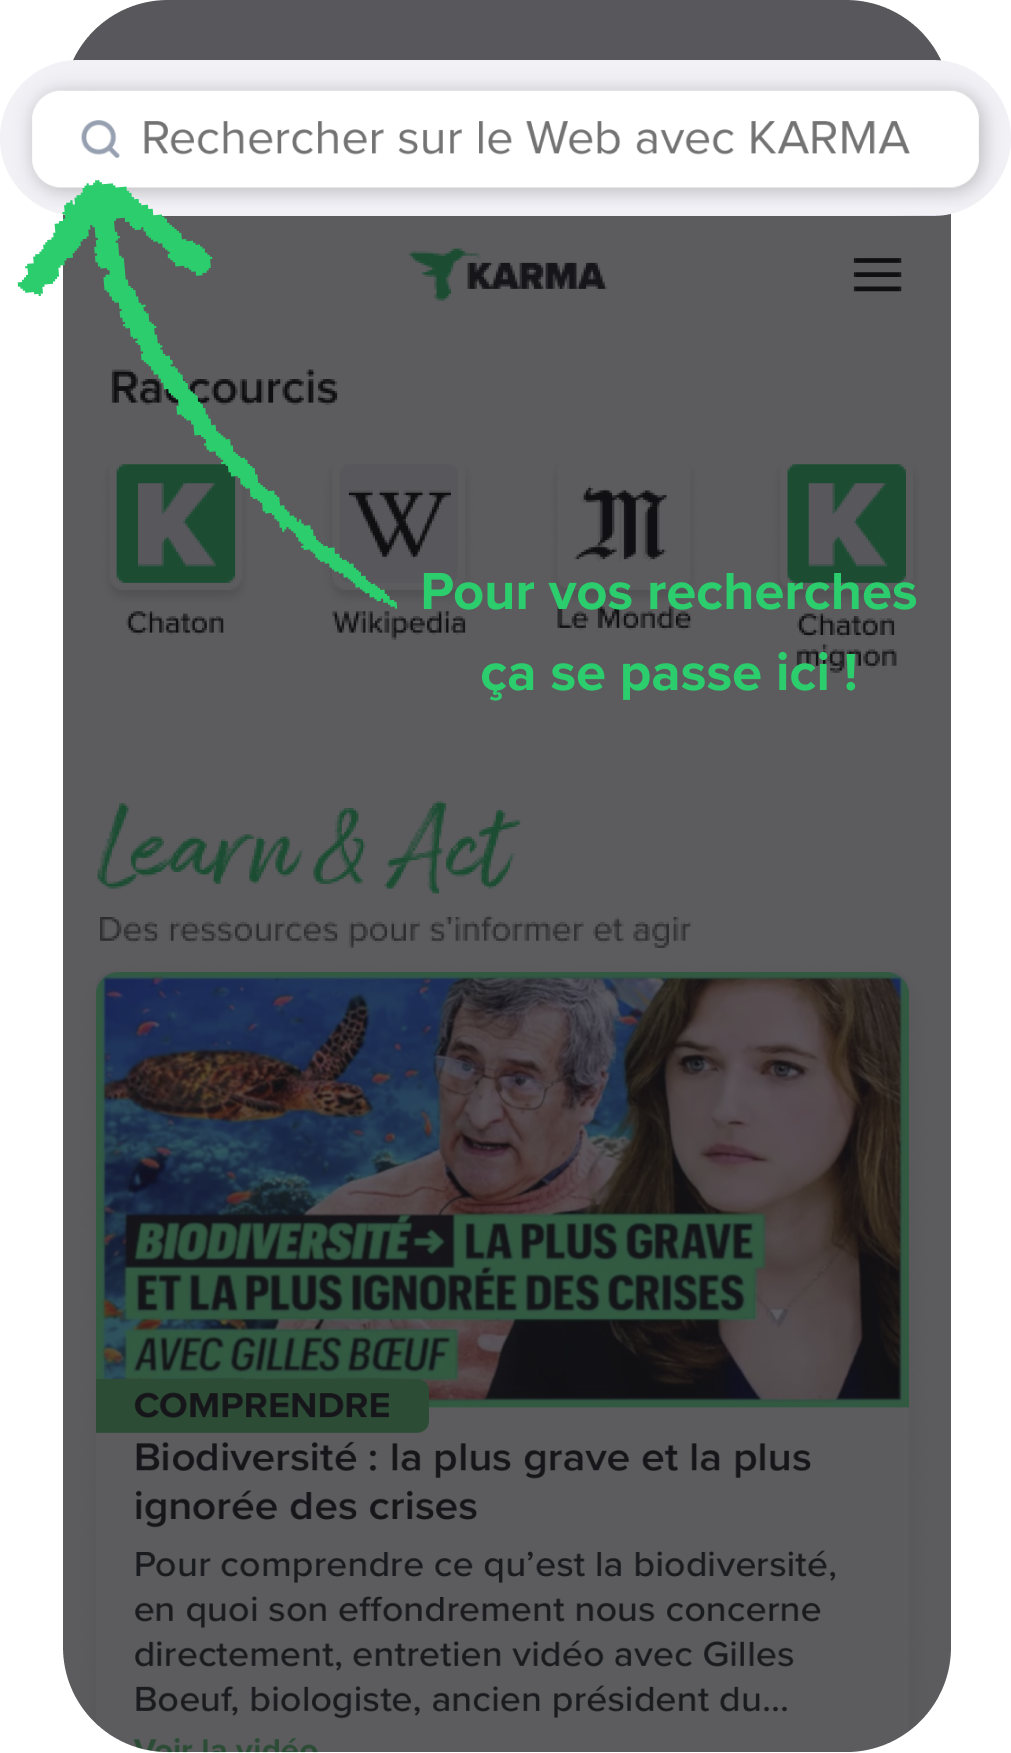 Rechercher sur le Web avec KARMA
KARMA
Raccourcis
K
W
M
K
Chaton
Wikipedia
Le Monde
Chaton
mignon
Pour vos recherches
ça se passe ici !
Learn & Act
Des ressources pour s’informer et agir
BIODIVERSITÉ → LA PLUS GRAVE
ET LA PLUS IGNORÉE DES CRISES
AVEC GILLES BŒUF
COMPRENDRE
Biodiversité : la plus grave et la plus
ignorée des crises
Pour comprendre ce qu’est la biodiversité,
en quoi son effondrement nous concerne
directement, entretien vidéo avec Gilles
Boeuf, biologiste, ancien président du...
Voir la vidéo